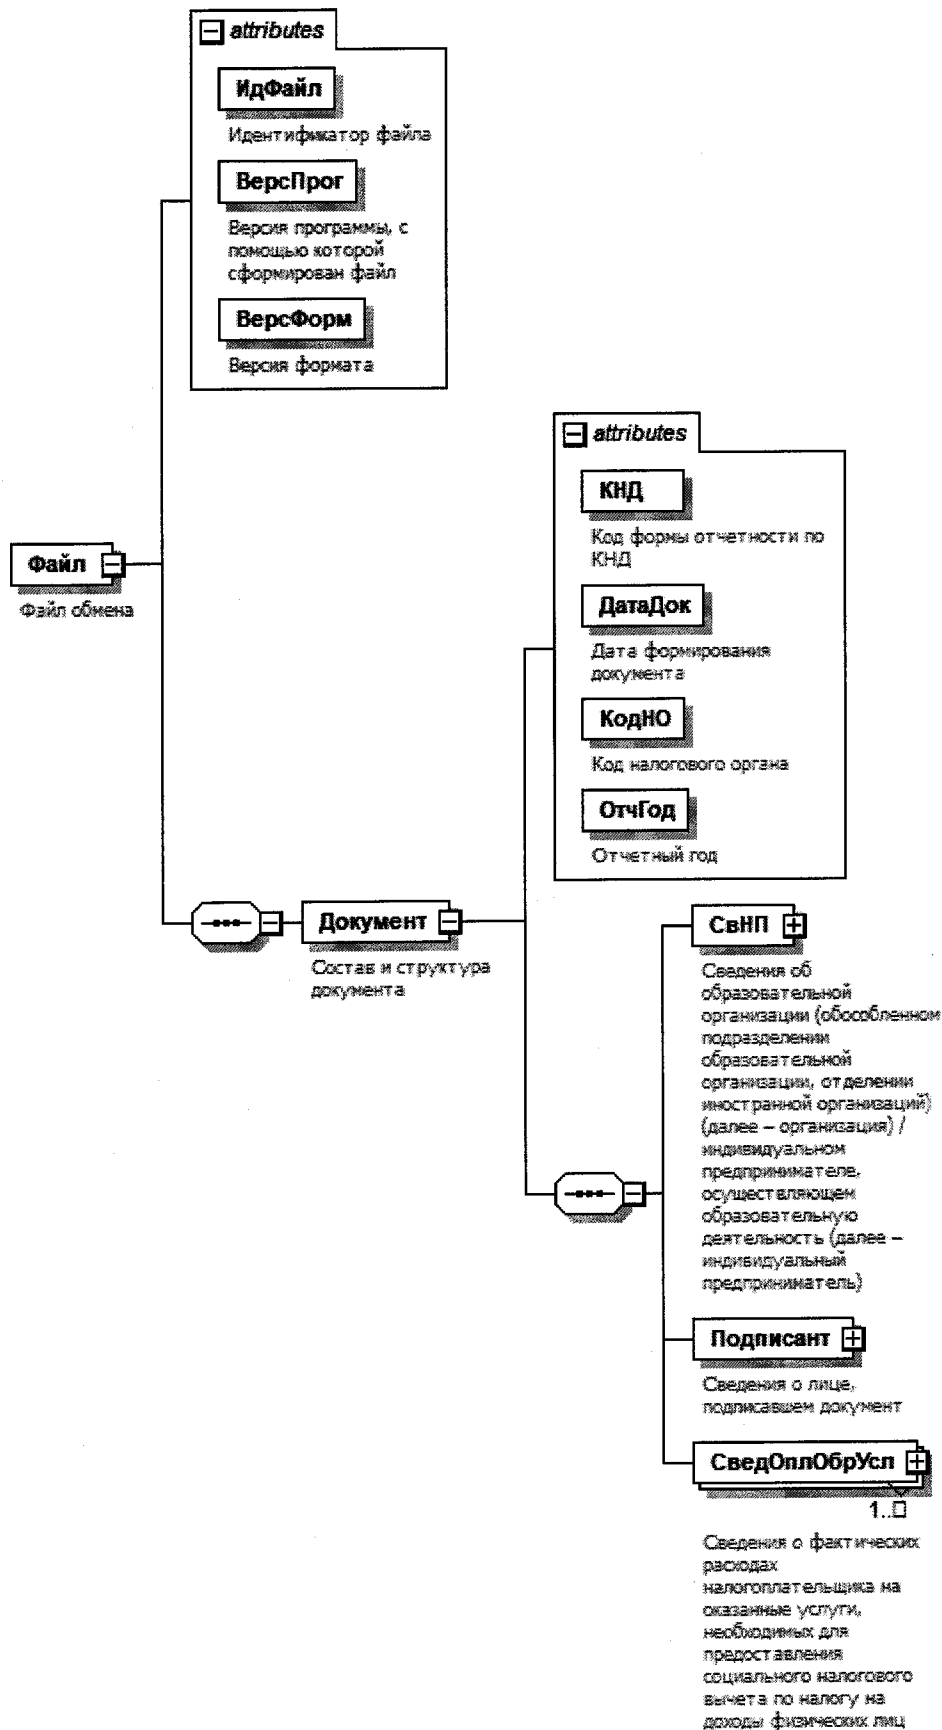 attributes
ИдФайл
Идентификатор файла
ВерсПрог
Версия программы, с
помощью которой
сформирован файл
ВерсФорм
Версия формата
Файл
Файл обмена
attributes
КНД
Код формы отчетности по
КНД
ДатаДок
Дата формирования
документа
КодНО
Код налогового органа
ОтчГод
Отчетный год
Документ
Состав и структура
документа
СвНП
Сведения об
образовательной
организации (обособленном
подразделении
образовательной
организации, отделении
иностранной организаций)
(далее – организация) /
индивидуальном
предпринимателе,
осуществляющем
образовательную
деятельность (далее –
индивидуальный
предприниматель)
Подписант
Сведения о лице,
подписавшем документ
СведОплОбрУсл
1..□
Сведения о фактических
расходах
налогоплательщика на
оказанные услуги,
необходимых для
предоставления
социального налогового
вычета по налогу на
доходы физических лиц